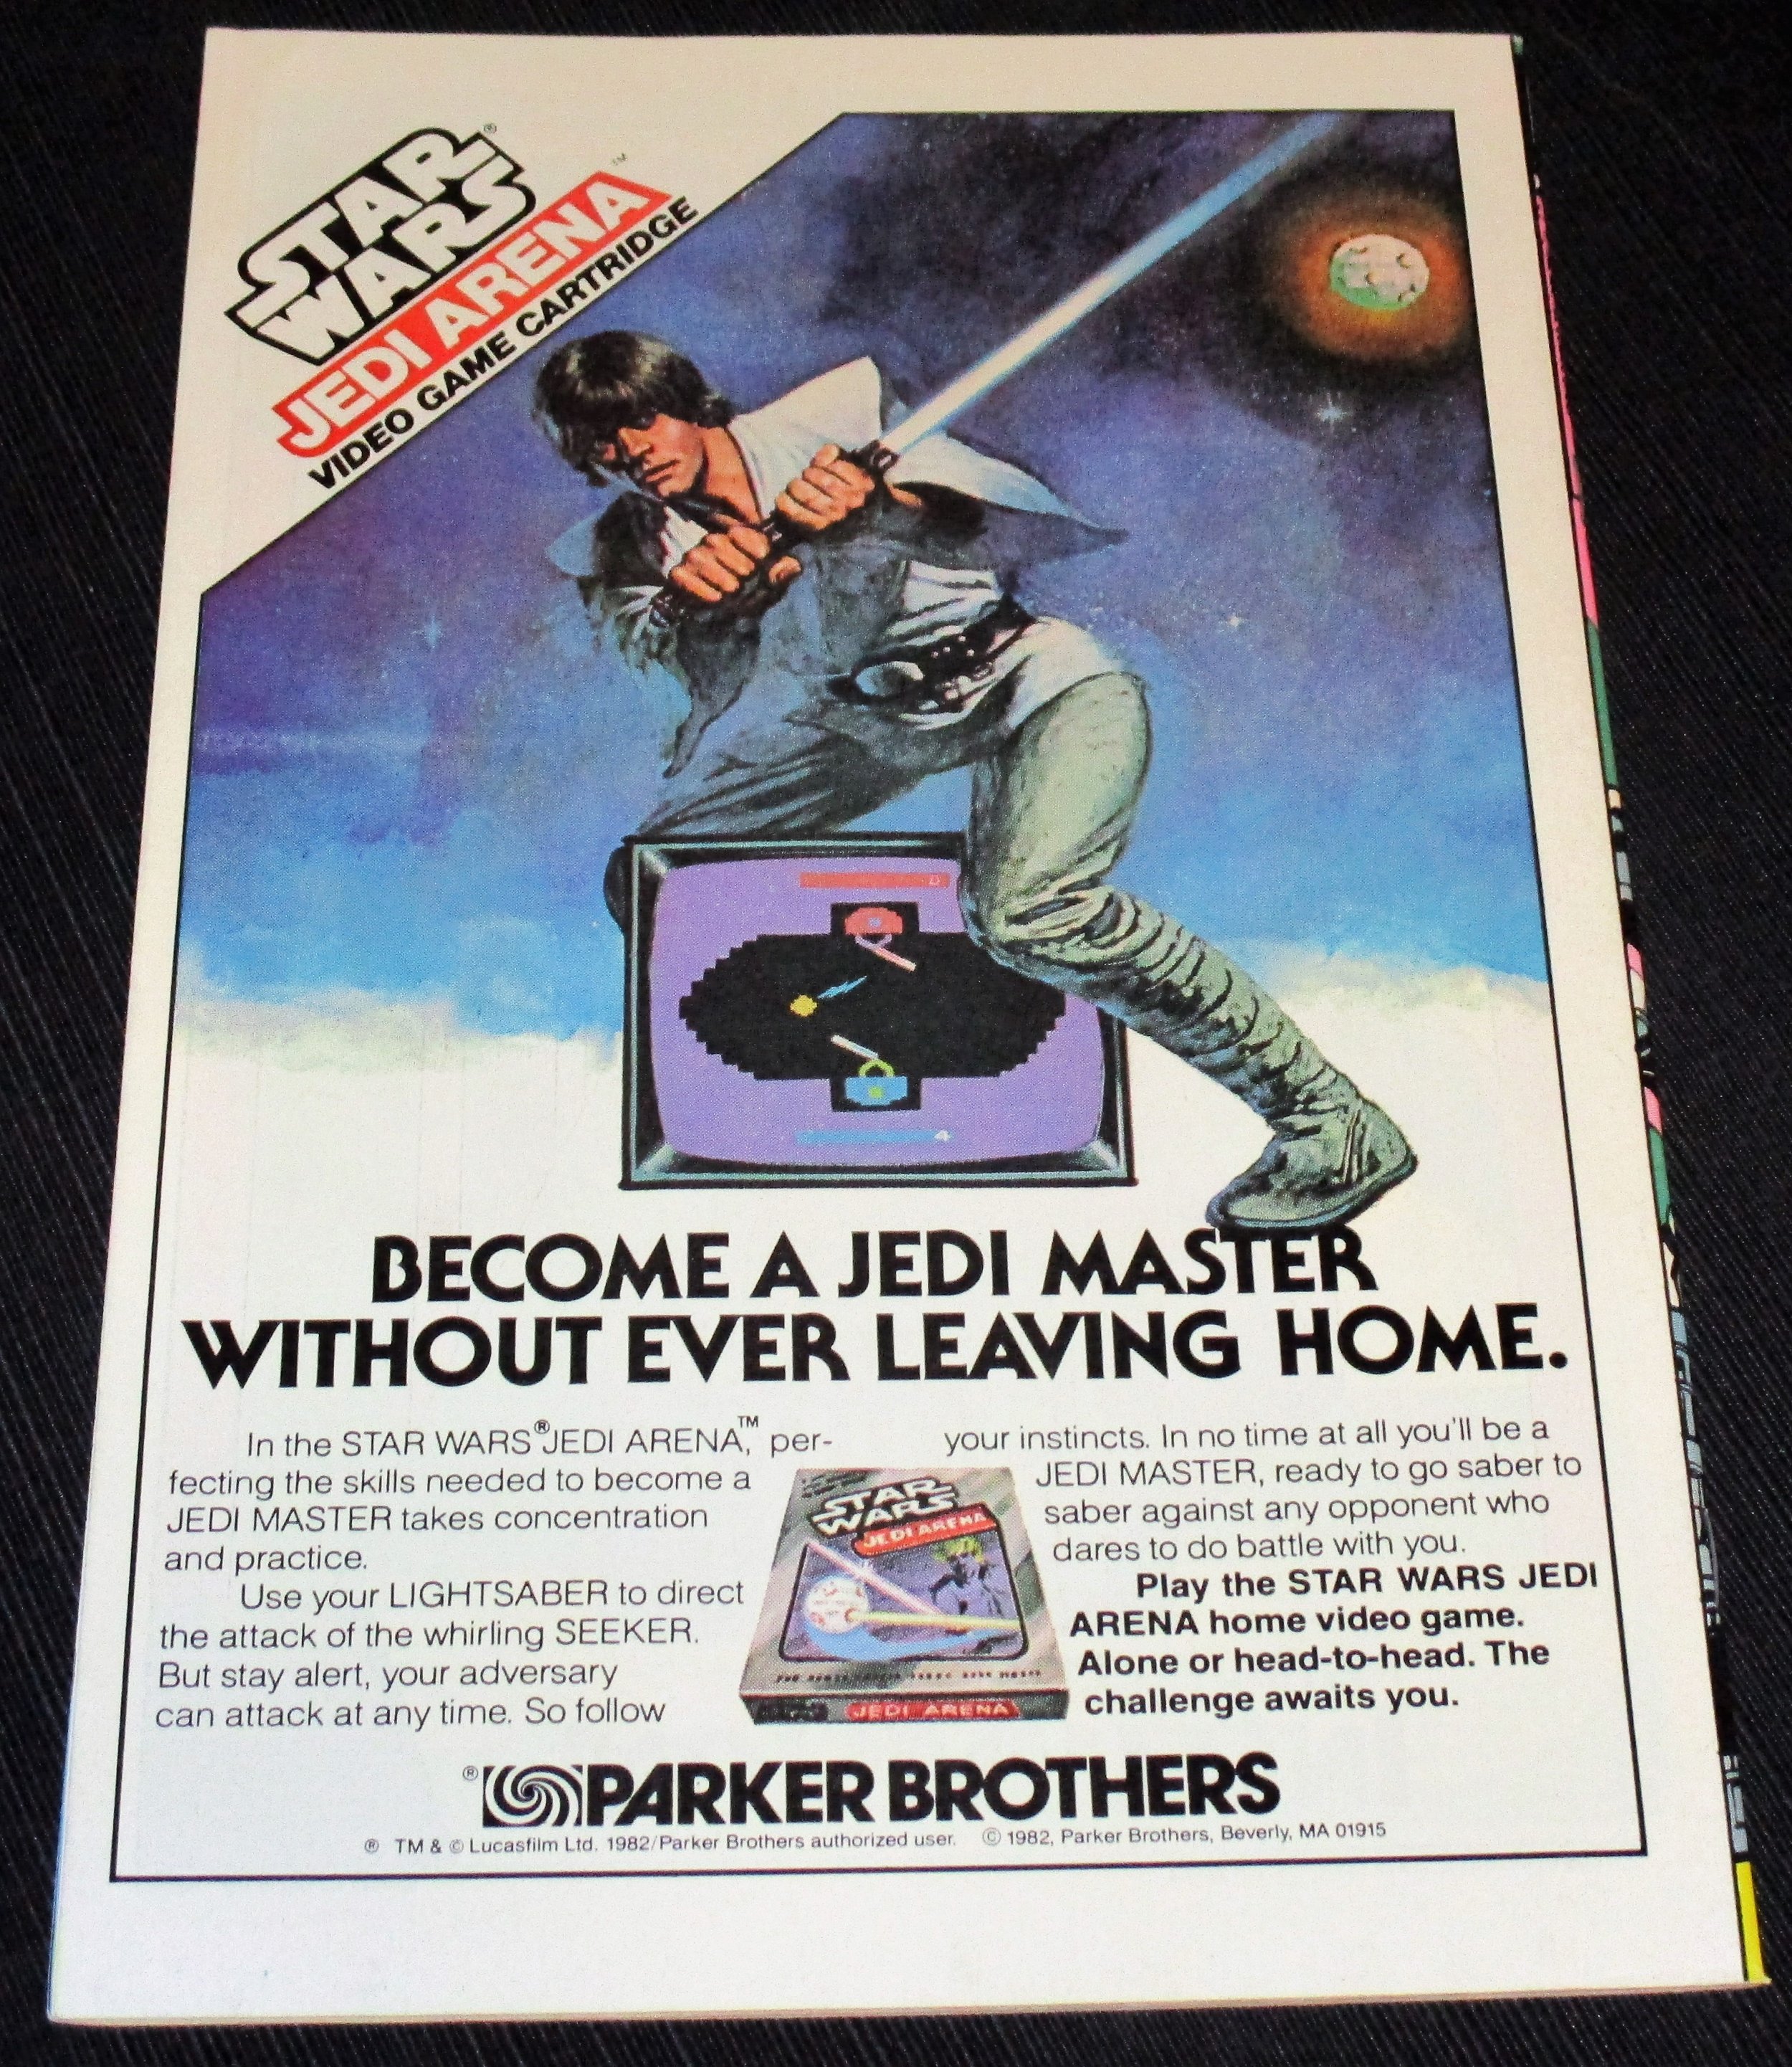 STAR
WARS®
JEDI ARENA™
VIDEO GAME CARTRIDGE
4
BECOME A JEDI MASTER
WITHOUT EVER LEAVING HOME.
In the STAR WARS® JEDI ARENA,™ per-
fecting the skills needed to become a
JEDI MASTER takes concentration
and practice.
Use your LIGHTSABER to direct
the attack of the whirling SEEKER.
But stay alert, your adversary
can attack at any time. So follow
your instincts. In no time at all you'll be a
JEDI MASTER, ready to go saber to
saber against any opponent who
dares to do battle with you.
Play the STAR WARS JEDI
ARENA home video game.
Alone or head-to-head. The
challenge awaits you.
STAR
WARS
JEDI ARENA
JEDI ARENA
® PARKER BROTHERS
® TM & © Lucasfilm Ltd. 1982/Parker Brothers authorized user. © 1982, Parker Brothers, Beverly, MA 01915